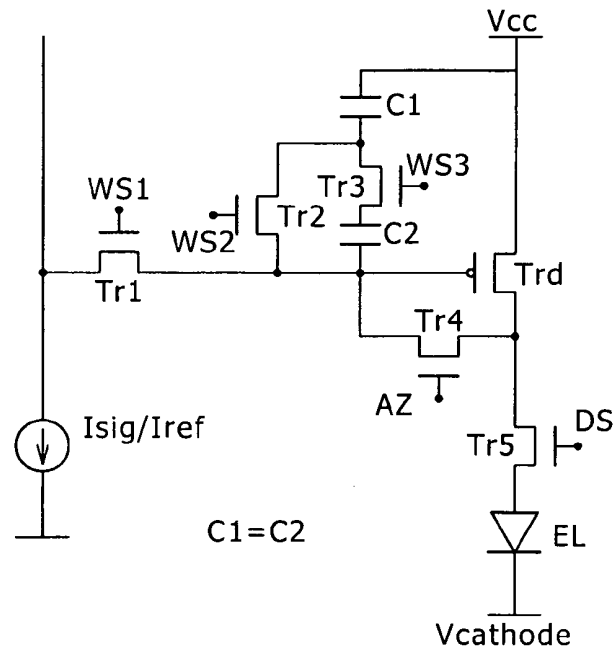 Vcc
C1
WS3
WS1
Tr3
Tr2
WS2
C2
Trd
Tr1
Tr4
AZ
DS
Isig/Iref
Tr5
C1=C2
EL
Vcathode